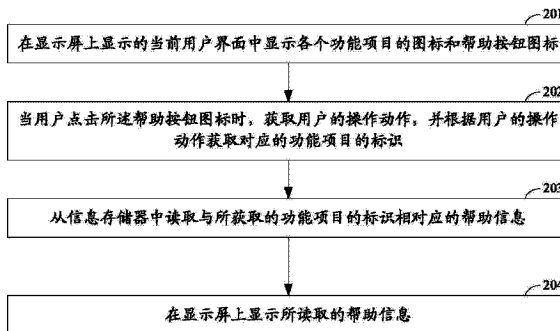 201
在显示屏上显示的当前用户界面中显示各个功能项目的图标和帮助按钮图标
202
当用户点击所述帮助按钮图标时，获取用户的操作动作，并根据用户的操作
动作获取对应的功能项目的标识
203
从信息存储器中读取与所获取的功能项目的标识相对应的帮助信息
204
在显示屏上显示所读取的帮助信息